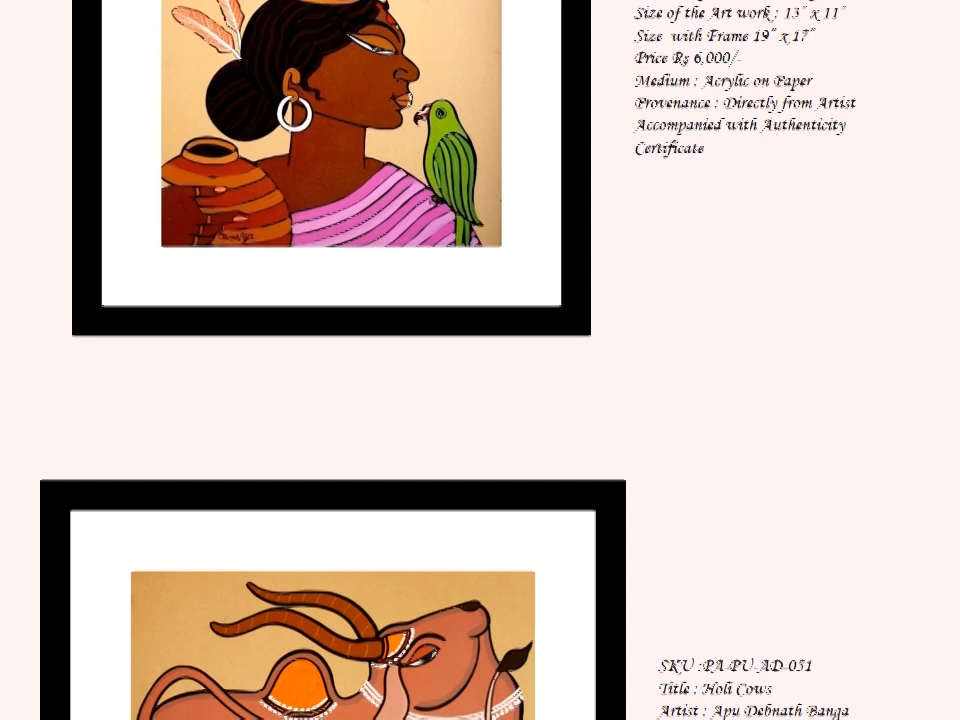 Size of the Art work : 13" x 11"
Size with Frame 19" x 17"
Price Rs 6,000/-
Medium : Acrylic on Paper
Provenance : Directly from Artist
Accompanied with Authenticity
Certificate
SKU :PA-PU-AD-051
Title : Holi Cows
Artist : Apu Debnath Banga